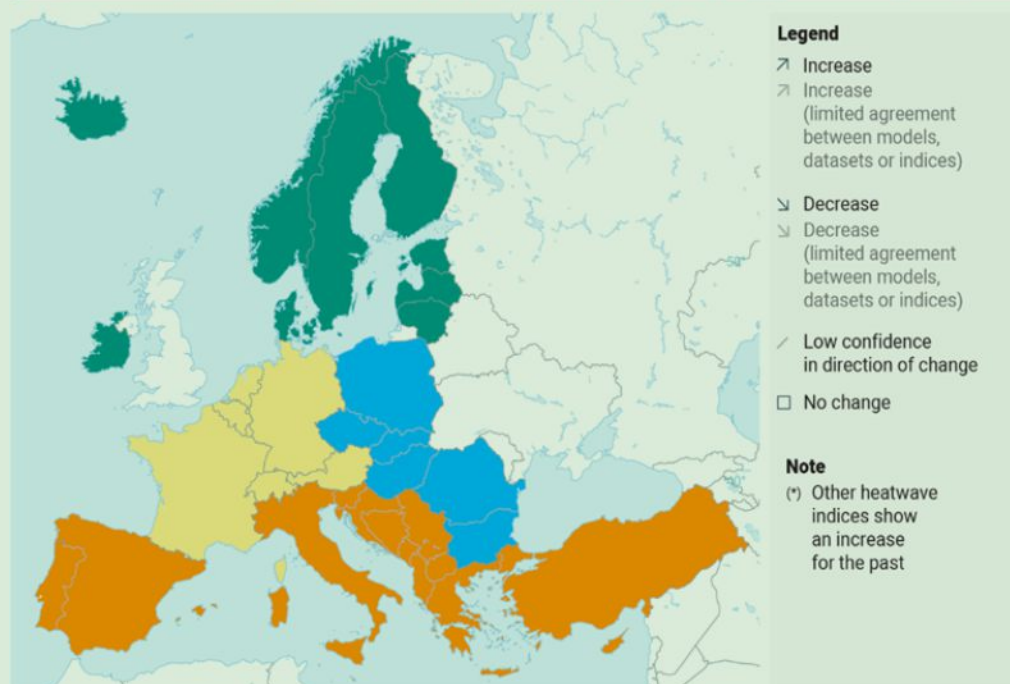 Legend
↗ Increase
↗ Increase
(limited agreement
between models,
datasets or indices)
↘ Decrease
↘ Decrease
(limited agreement
between models,
datasets or indices)
⁄ Low confidence
in direction of change
□ No change
Note
(*) Other heatwave
indices show
an increase
for the past